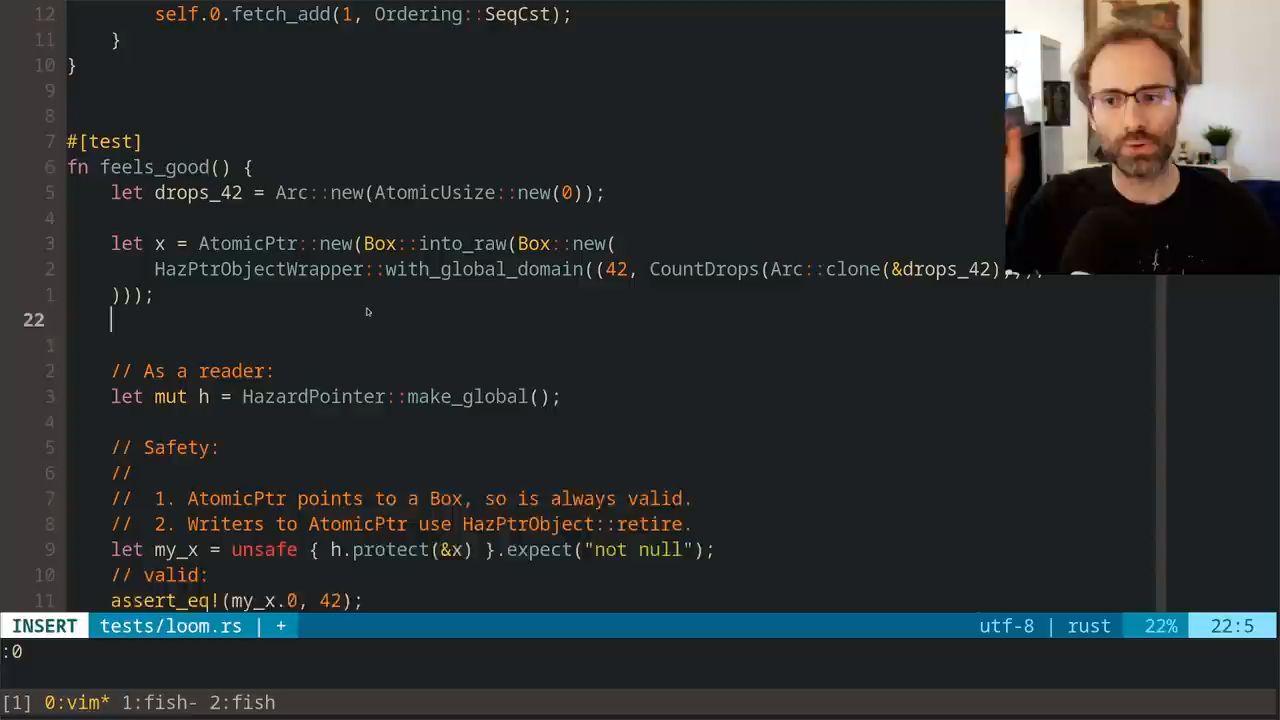 12 self.0.fetch_add(1, Ordering::SeqCst);
11 }
10 }
9
8
7 #[test]
6 fn feels_good() {
5 let drops_42 = Arc::new(AtomicUsize::new(0));
4
3 let x = AtomicPtr::new(Box::into_raw(Box::new(
2 HazPtrObjectWrapper::with_global_domain((42, CountDrops(Arc::clone(&drops_42)
1 )));
22
1
2 // As a reader:
3 let mut h = HazardPointer::make_global();
4
5 // Safety:
6 //
7 // 1. AtomicPtr points to a Box, so is always valid.
8 // 2. Writers to AtomicPtr use HazPtrObject::retire.
9 let my_x = unsafe { h.protect(&x) }.expect("not null");
10 // valid:
11 assert_eq!(my_x.0, 42);
INSERT tests/loom.rs | + utf-8 | rust 22% 22:5
:0
[1] 0:vim* 1:fish- 2:fish